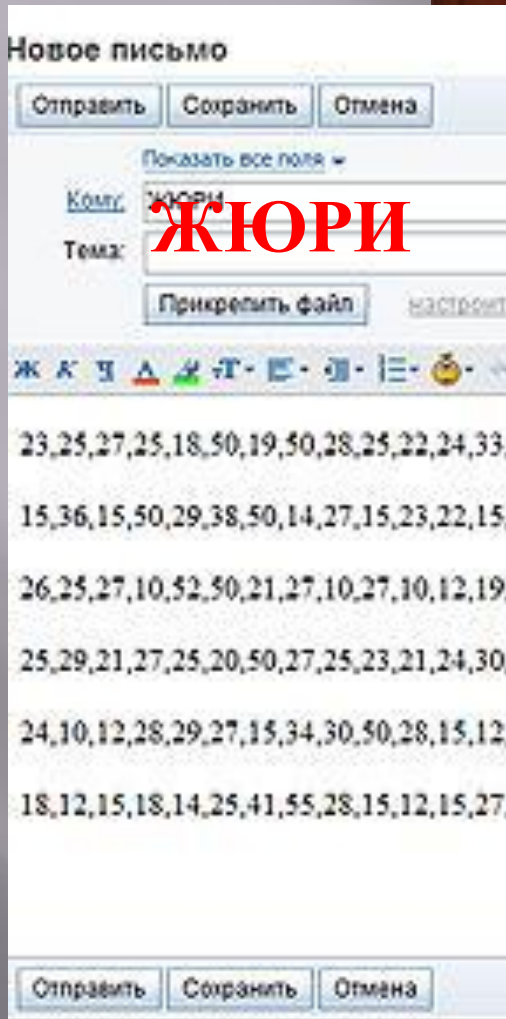 Новое письмо
Отправить Сохранить Отмена
Показать все поля
Кому: ЖЮРИ
ЖЮРИ
Тема:
Прикрепить файл настроит
23,25,27,25,18,50,19,50,28,25,22,24,33,
15,36,15,50,29,38,50,14,27,15,23,22,15,
26,25,27,10,52,50,21,27,10,27,10,12,19,
25,29,21,27,25,20,50,27,25,23,21,24,30,
24,10,12,28,29,27,15,34,30,50,28,15,12,
18,12,15,18,14,25,41,55,28,15,12,15,27,
Отправить Сохранить Отмена